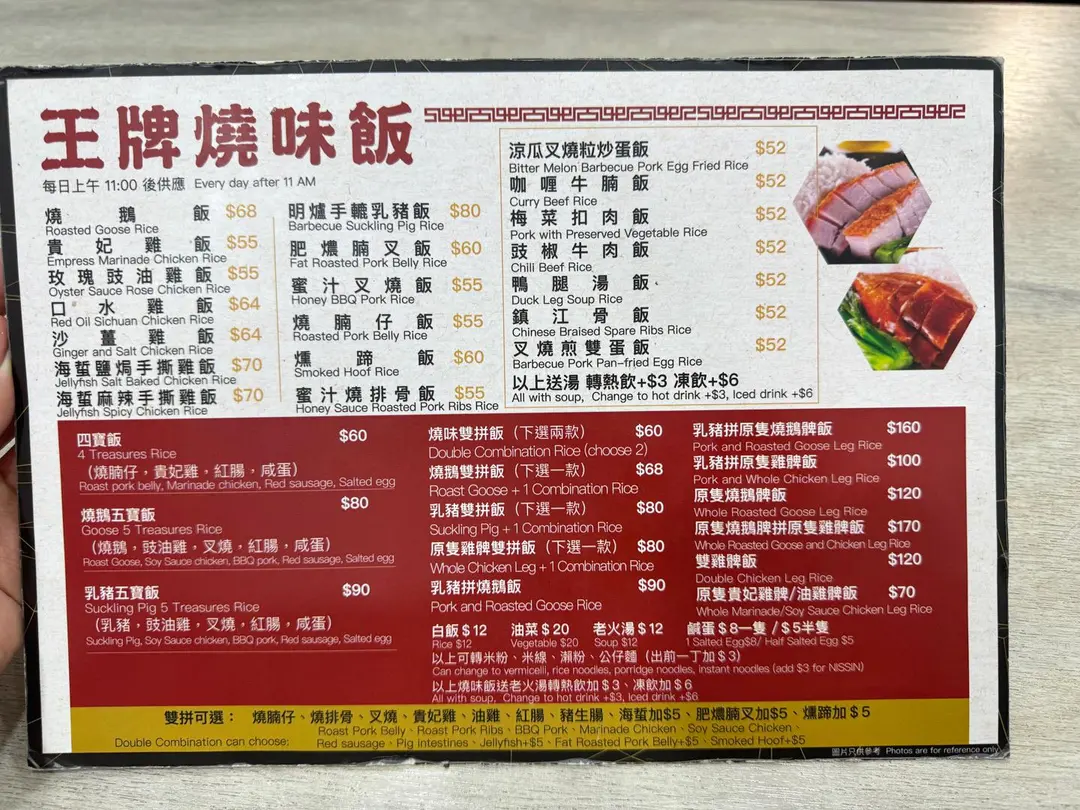 王牌燒味飯
每日上午 11:00 後供應 Every day after 11 AM
燒鵝飯 $68
Roasted Goose Rice
貴妃雞飯 $55
Empress Marinade Chicken Rice
玫瑰豉油雞飯 $55
Oyster Sauce Rose Chicken Rice
口水雞飯 $64
Red Oil Sichuan Chicken Rice
沙薑雞飯 $64
Ginger and Salt Chicken Rice
海蜇鹽焗手撕雞飯 $70
Jellyfish Salt Baked Chicken Rice
海蜇麻辣手撕雞飯 $70
Jellyfish Spicy Chicken Rice
明爐手轆乳豬飯 $80
Barbecue Suckling Pig Rice
肥燶腩叉飯 $60
Fat Roasted Pork Belly Rice
蜜汁叉燒飯 $55
Honey BBQ Pork Rice
燒腩仔飯 $55
Roasted Pork Belly Rice
燻蹄飯 $60
Smoked Hoof Rice
蜜汁燒排骨飯 $55
Honey Sauce Roasted Pork Ribs Rice
涼瓜叉燒粒炒蛋飯 $52
Bitter Melon Barbecue Pork Egg Fried Rice
咖喱牛腩飯 $52
Curry Beef Rice
梅菜扣肉飯 $52
Pork with Preserved Vegetable Rice
豉椒牛肉飯 $52
Chili Beef Rice
鴨腿湯飯 $52
Duck Leg Soup Rice
鎮江骨飯 $52
Chinese Braised Spare Ribs Rice
叉燒煎雙蛋飯 $52
Barbecue Pork Pan-fried Egg Rice
以上送湯 轉熱飲+$3 凍飲+$6
All with soup, Change to hot drink +$3, Iced drink +$6
四寶飯 $60
4 Treasures Rice
（燒腩仔，貴妃雞，紅腸，咸蛋）
Roast pork belly, Marinade chicken, Red sausage, Salted egg
燒鵝五寶飯 $80
Goose 5 Treasures Rice
（燒鵝，豉油雞，叉燒，紅腸，咸蛋）
Roast Goose, Soy Sauce chicken, BBQ pork, Red sausage, Salted egg
乳豬五寶飯 $90
Suckling Pig 5 Treasures Rice
（乳豬，豉油雞，叉燒，紅腸，咸蛋）
Suckling Pig, Soy Sauce chicken, BBQ pork, Red sausage, Salted egg
燒味雙拼飯（下選兩款） $60
Double Combination Rice (choose 2)
燒鵝雙拼飯（下選一款） $68
Roast Goose + 1 Combination Rice
乳豬雙拼飯（下選一款） $80
Suckling Pig + 1 Combination Rice
原隻雞髀雙拼飯（下選一款） $80
Whole Chicken Leg + 1 Combination Rice
乳豬拼燒鵝飯 $90
Pork and Roasted Goose Rice
乳豬拼原隻燒鵝髀飯 $160
Pork and Roasted Goose Leg Rice
乳豬拼原隻雞髀飯 $100
Pork and Whole Chicken Leg Rice
原隻燒鵝髀飯 $120
Whole Roasted Goose Leg Rice
原隻燒鵝髀拼原隻雞髀飯 $170
Whole Roasted Goose and Chicken Leg Rice
雙雞髀飯 $120
Double Chicken Leg Rice
原隻貴妃雞髀/油雞髀飯 $70
Whole Marinade/Soy Sauce Chicken Leg Rice
白飯＄12 油菜＄20 老火湯＄12 鹹蛋＄8一隻 /＄5半隻
Rice $12 Vegetable $20 Soup $12 1 Salted Egg$8/ Half Salted Egg $5
以上可轉米粉、米線、瀨粉、公仔麵（出前一丁加＄3）
Can change to vermicelli, rice noodles, porridge noodles, instant noodles (add $3 for NISSIN)
以上燒味飯送老火湯轉熱飲加＄3、凍飲加＄6
All with soup, Change to hot drink +$3, Iced drink +$6
雙拼可選： 燒腩仔、燒排骨、叉燒、貴妃雞、油雞、紅腸、豬生腸、海蜇加$5、肥燶腩叉加$5、燻蹄加＄5
Roast Pork Belly、Roast Pork Ribs、BBQ Pork、Marinade Chicken、Soy Sauce Chicken、
Double Combination can choose: Red sausage、Pig Intestines、Jellyfish+$5、Fat Roasted Pork Belly+$5、Smoked Hoof+$5
圖片只供參考 Photos are for reference only